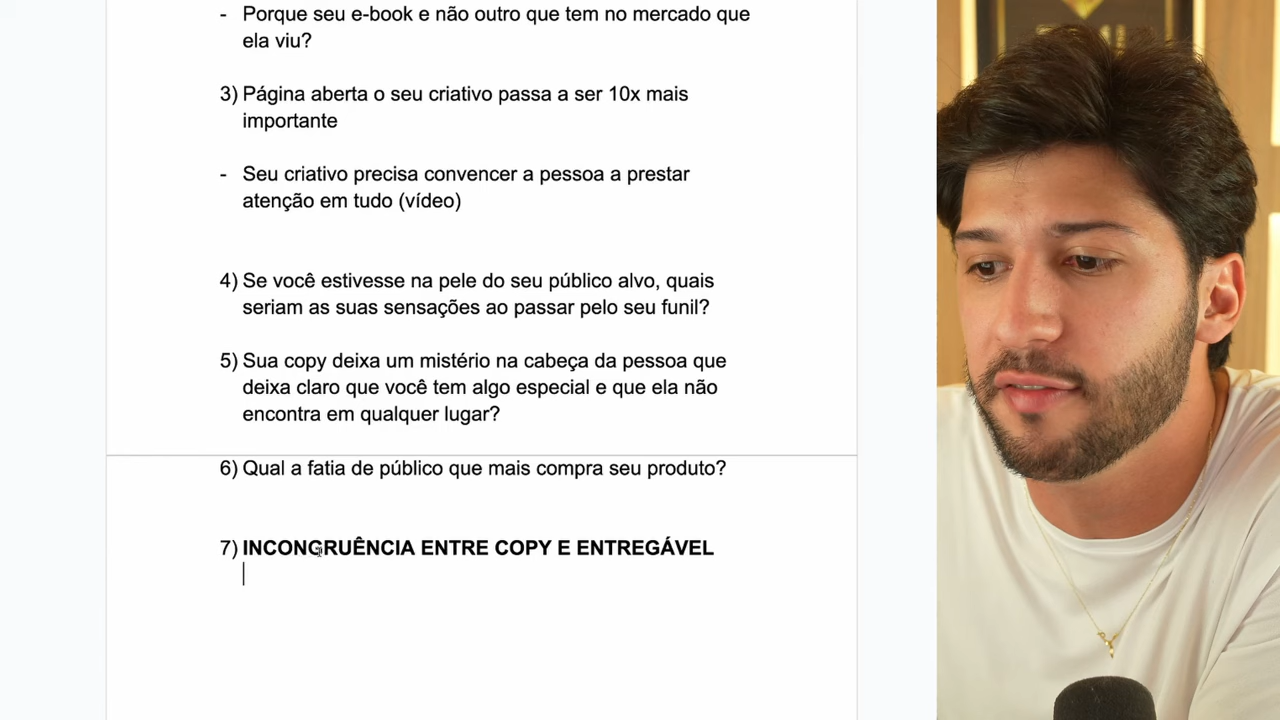 - Porque seu e-book e não outro que tem no mercado que
ela viu?
3) Página aberta o seu criativo passa a ser 10x mais
importante
- Seu criativo precisa convencer a pessoa a prestar
atenção em tudo (vídeo)
4) Se você estivesse na pele do seu público alvo, quais
seriam as suas sensações ao passar pelo seu funil?
5) Sua copy deixa um mistério na cabeça da pessoa que
deixa claro que você tem algo especial e que ela não
encontra em qualquer lugar?
6) Qual a fatia de público que mais compra seu produto?
7) INCONGRUÊNCIA ENTRE COPY E ENTREGÁVEL